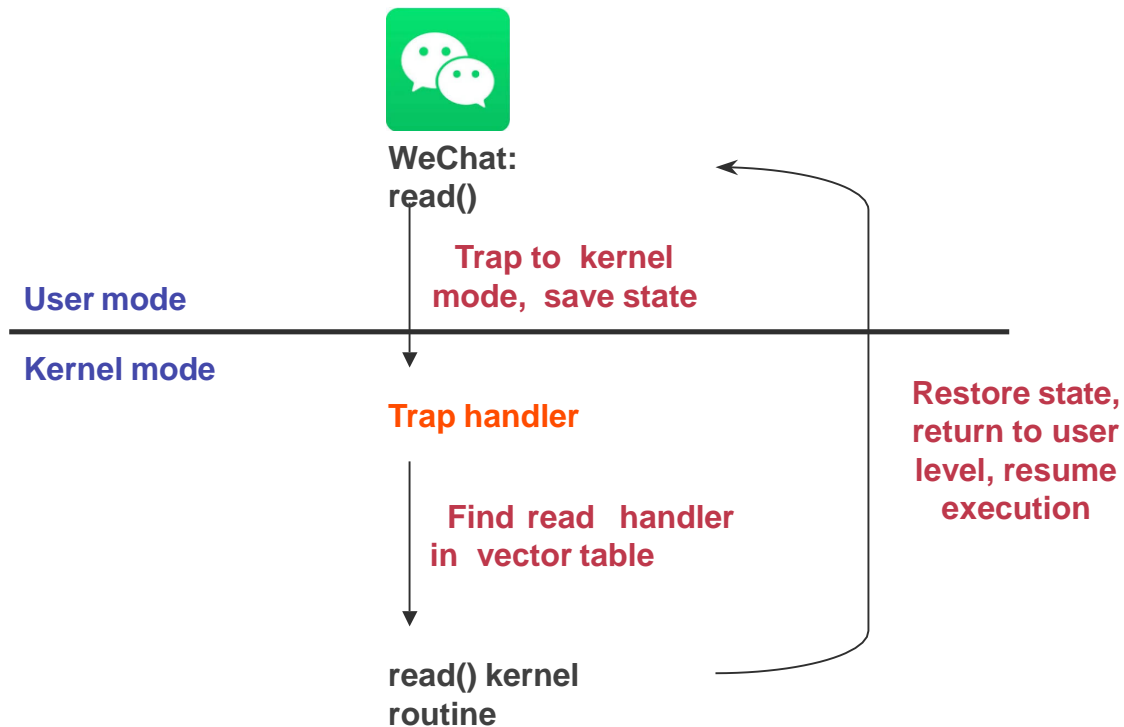 WeChat:
read()
Trap to kernel
mode, save state
User mode
Kernel mode
Trap handler
Find read handler
in vector table
Restore state,
return to user
level, resume
execution
read() kernel
routine